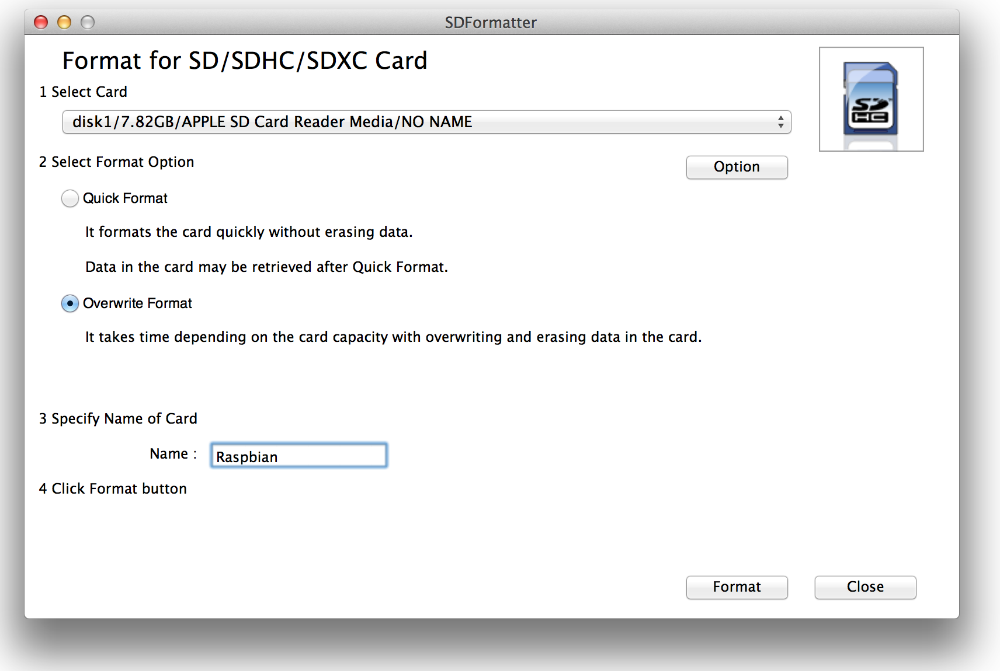 SDFormatter
Format for SD/SDHC/SDXC Card
1 Select Card
disk1/7.82GB/APPLE SD Card Reader Media/NO NAME
SD
HC
2 Select Format Option
Option
Quick Format
It formats the card quickly without erasing data.
Data in the card may be retrieved after Quick Format.
Overwrite Format
It takes time depending on the card capacity with overwriting and erasing data in the card.
3 Specify Name of Card
Name :
Raspbian
4 Click Format button
Format
Close